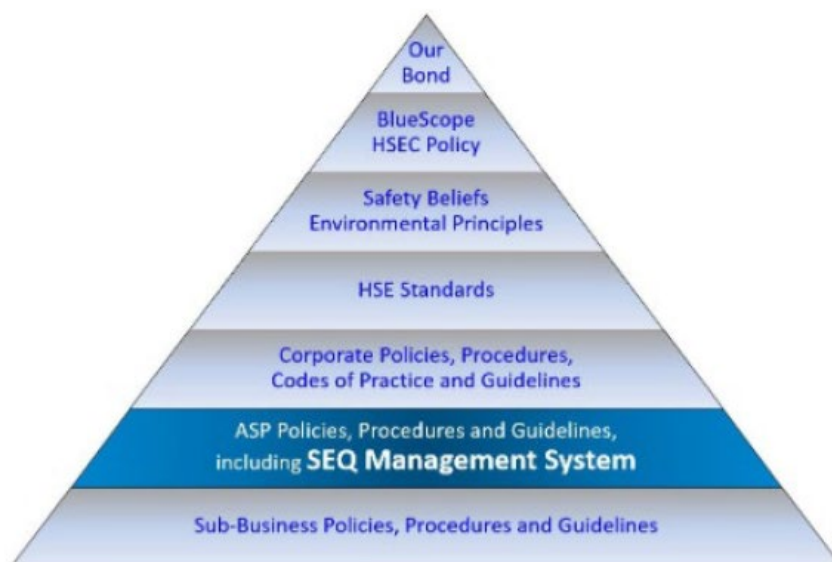 Our
Bond
BlueScope
HSEC Policy
Safety Beliefs
Environmental Principles
HSE Standards
Corporate Policies, Procedures,
Codes of Practice and Guidelines
ASP Policies, Procedures and Guidelines,
including SEQ Management System
Sub-Business Policies, Procedures and Guidelines